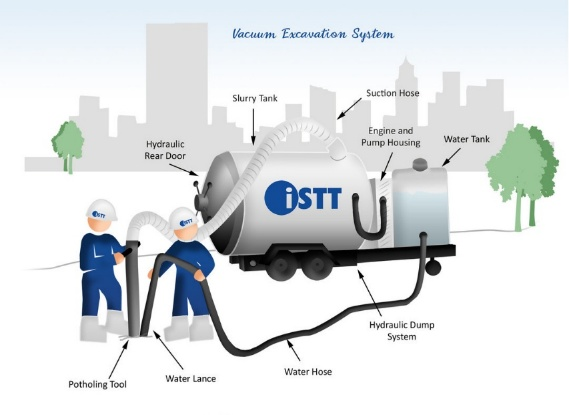 Vacuum Excavation System
Slurry Tank
Suction Hose
Hydraulic
Rear Door
Engine and
Pump Housing
Water Tank
iSTT
iSTT
iSTT
Hydraulic Dump
System
Water Hose
Water Lance
Potholing Tool